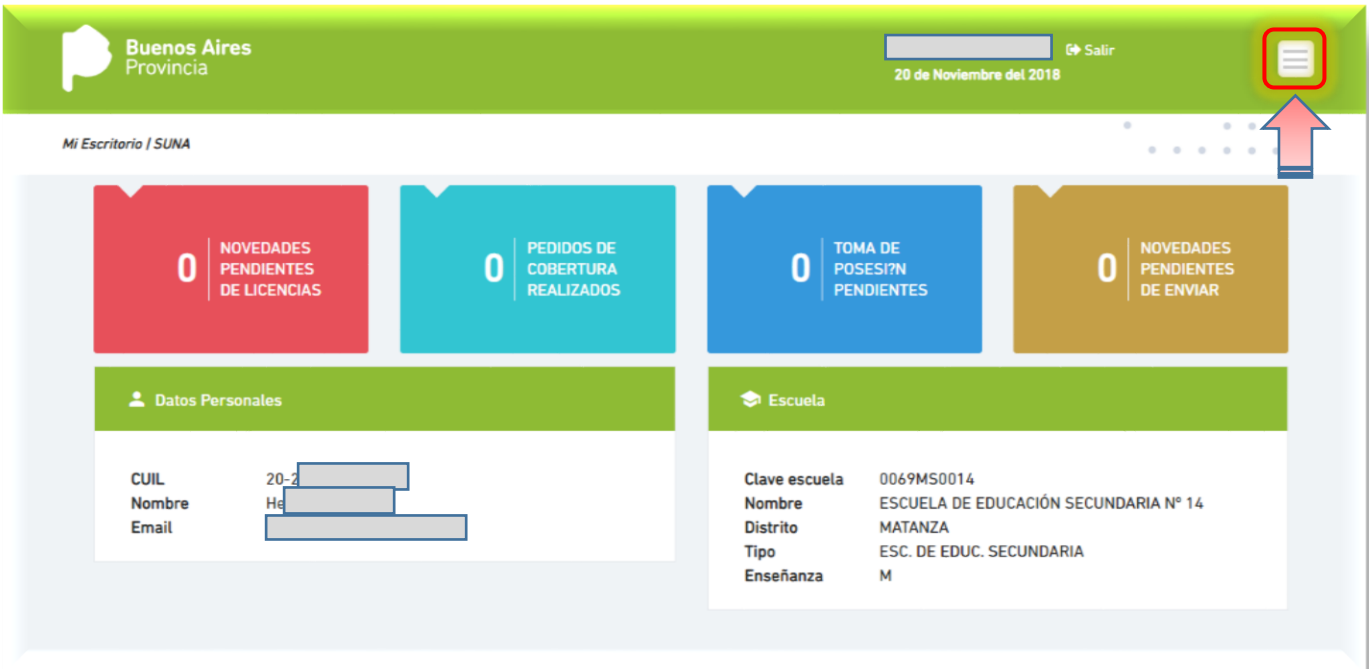 Buenos Aires
Provincia
Salir
20 de Noviembre del 2018
Mi Escritorio / SUNA
0
NOVEDADES
PENDIENTES
DE LICENCIAS
0
PEDIDOS DE
COBERTURA
REALIZADOS
0
TOMA DE
POSESI?N
PENDIENTES
0
NOVEDADES
PENDIENTES
DE ENVIAR
Datos Personales
CUIL 20-2
Nombre He
Email
Escuela
Clave escuela 0069MS0014
Nombre ESCUELA DE EDUCACIÓN SECUNDARIA Nº 14
Distrito MATANZA
Tipo ESC. DE EDUC. SECUNDARIA
Enseñanza M